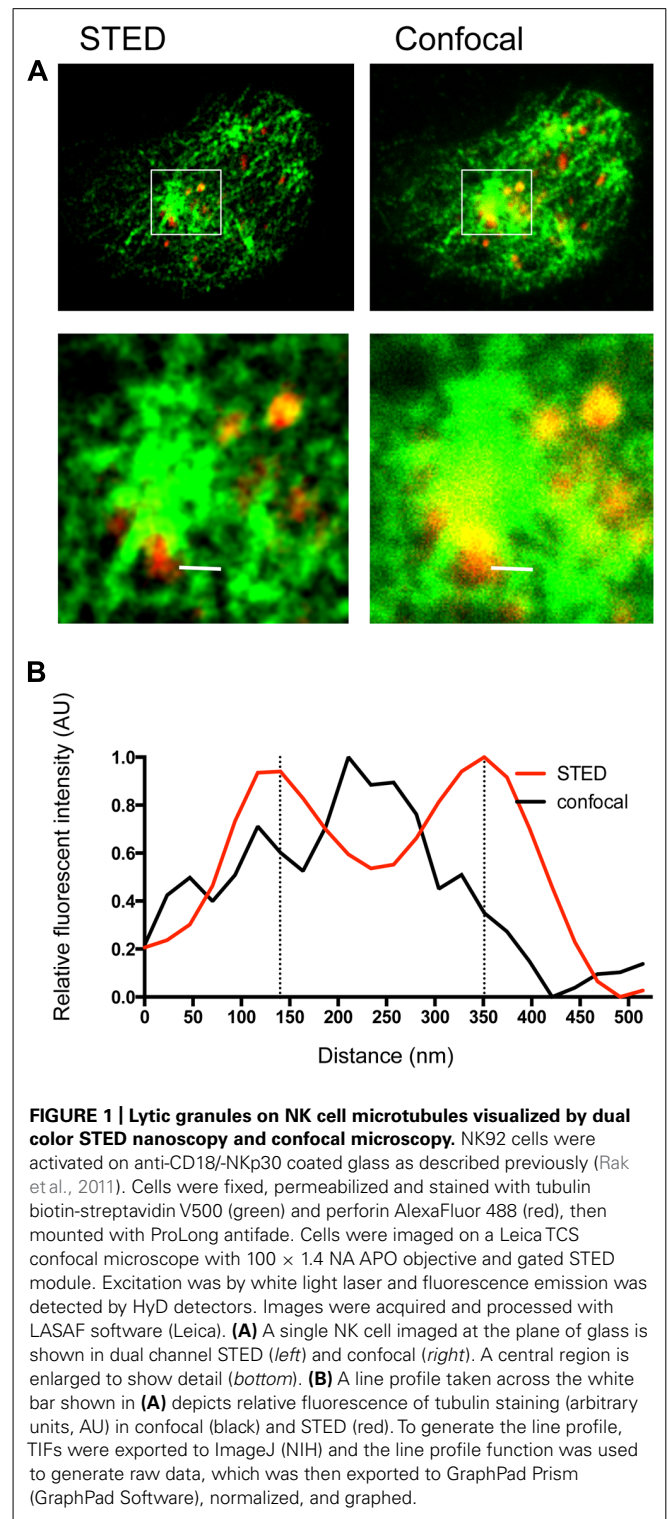 STED Confocal
A
B
Relative fluorescent intensity (AU)
1.0
0.8
0.6
0.4
0.2
0.0
STED
confocal
0 50 100 150 200 250 300 350 400 450 500
Distance (nm)
FIGURE 1 | Lytic granules on NK cell microtubules visualized by dual
color STED nanoscopy and confocal microscopy. NK92 cells were
activated on anti-CD18/-NKp30 coated glass as described previously (Rak
et al., 2011). Cells were fixed, permeabilized and stained with tubulin
biotin-streptavidin V500 (green) and perforin AlexaFluor 488 (red), then
mounted with ProLong antifade. Cells were imaged on a Leica TCS
confocal microscope with 100 × 1.4 NA APO objective and gated STED
module. Excitation was by white light laser and fluorescence emission was
detected by HyD detectors. Images were acquired and processed with
LASAF software (Leica). (A) A single NK cell imaged at the plane of glass is
shown in dual channel STED (left) and confocal (right). A central region is
enlarged to show detail (bottom). (B) A line profile taken across the white
bar shown in (A) depicts relative fluorescence of tubulin staining (arbitrary
units, AU) in confocal (black) and STED (red). To generate the line profile,
TIFs were exported to ImageJ (NIH) and the line profile function was used
to generate raw data, which was then exported to GraphPad Prism
(GraphPad Software), normalized, and graphed.